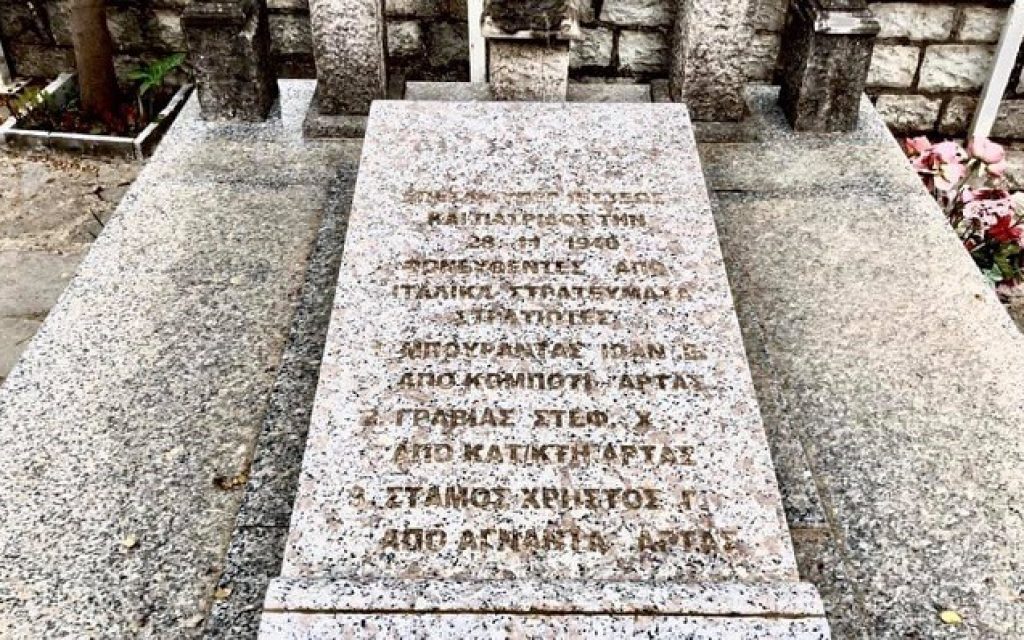 ΕΠΕΣΑΝ ΥΠΕΡ ΠΙΣΤΕΩΣ
ΚΑΙ ΠΑΤΡΙΔΟΣ ΤΗΝ
28 - 11 - 1940
ΦΟΝΕΥΘΕΝΤΕΣ ΑΠΟ
ΙΤΑΛΙΚΑ ΣΤΡΑΤΕΥΜΑΤΑ
ΣΤΡΑΤΙΩΤΕΣ
ΜΠΟΥΡΑΝΤΑΣ ΙΩΑΝ
ΑΠΟ ΚΟΜΠΟΤΙ ΑΡΤΑΣ
2. ΓΡΑΒΙΑΣ ΣΤΕΦ. Χ.
ΑΠΟ ΚΑΤ/ΚΤΗ ΑΡΤΑΣ
3. ΣΤΑΜΟΣ ΧΡΗΣΤΟΣ Γ.
ΑΠΟ ΑΓΝΑΝΤΑ ΑΡΤΑΣ